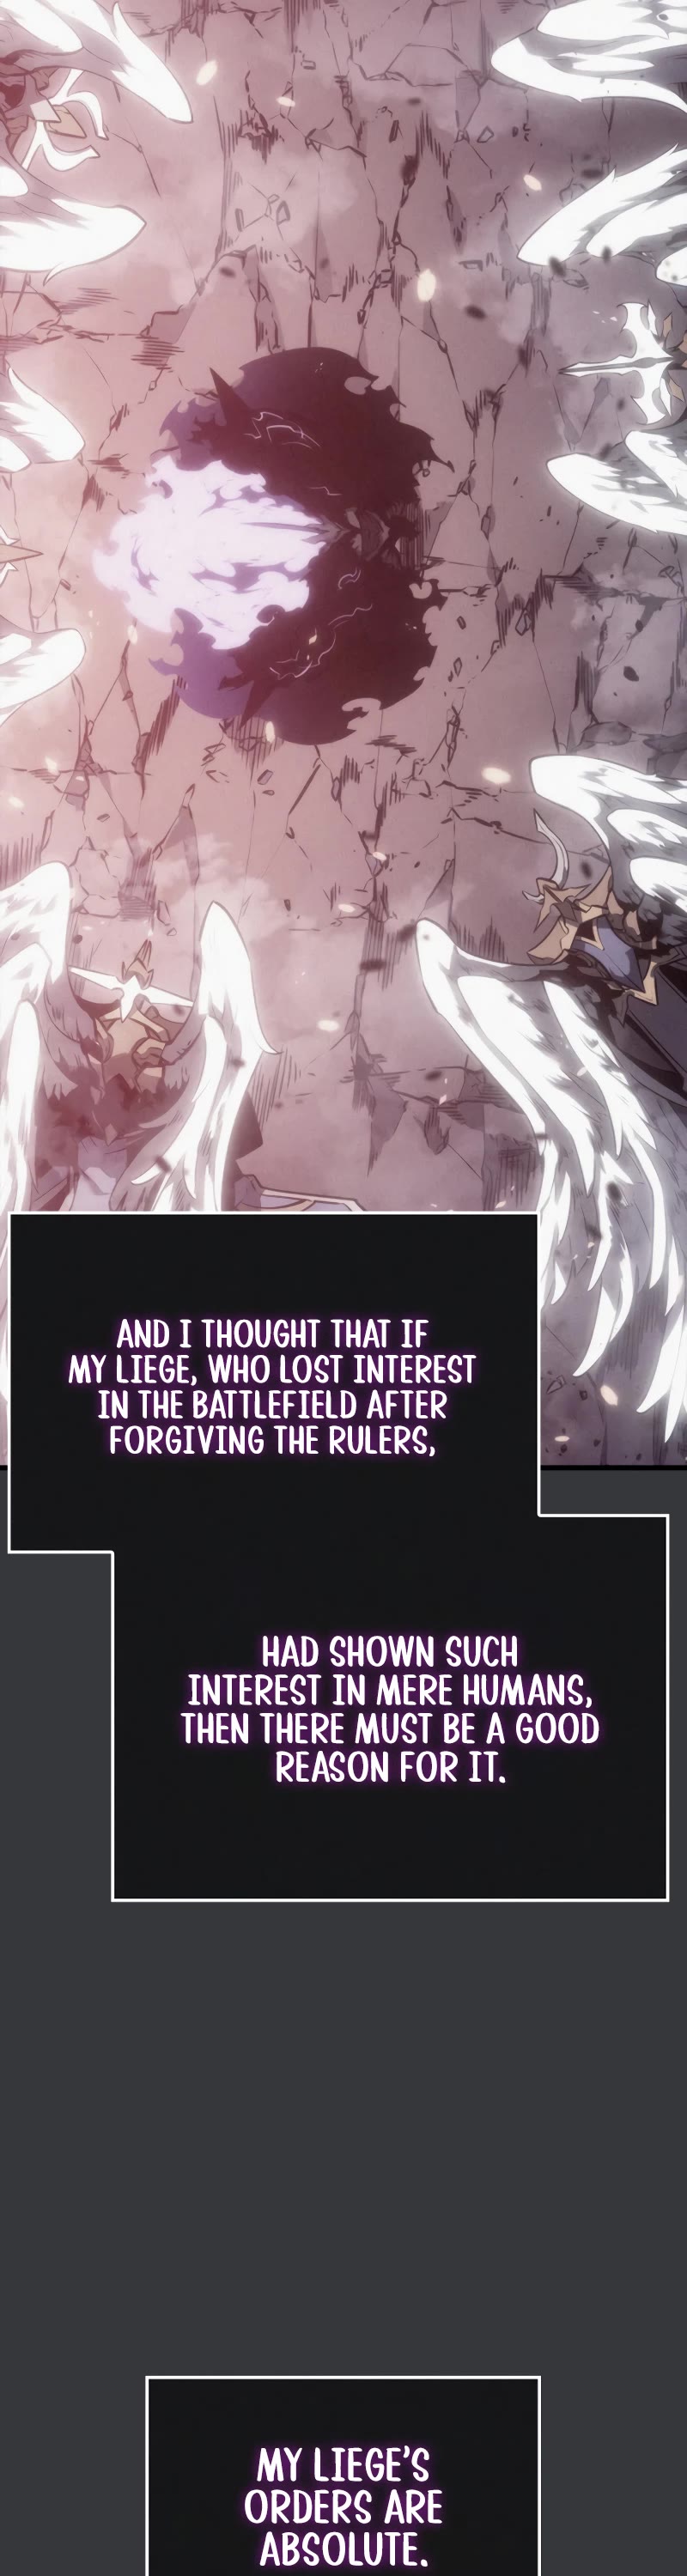 AND I THOUGHT THAT IF
MY LIEGE, WHO LOST INTEREST
IN THE BATTLEFIELD AFTER
FORGIVING THE RULERS,
HAD SHOWN SUCH
INTEREST IN MERE HUMANS,
THEN THERE MUST BE A GOOD
REASON FOR IT.
MY LIEGE'S
ORDERS ARE
ABSOLUTE.